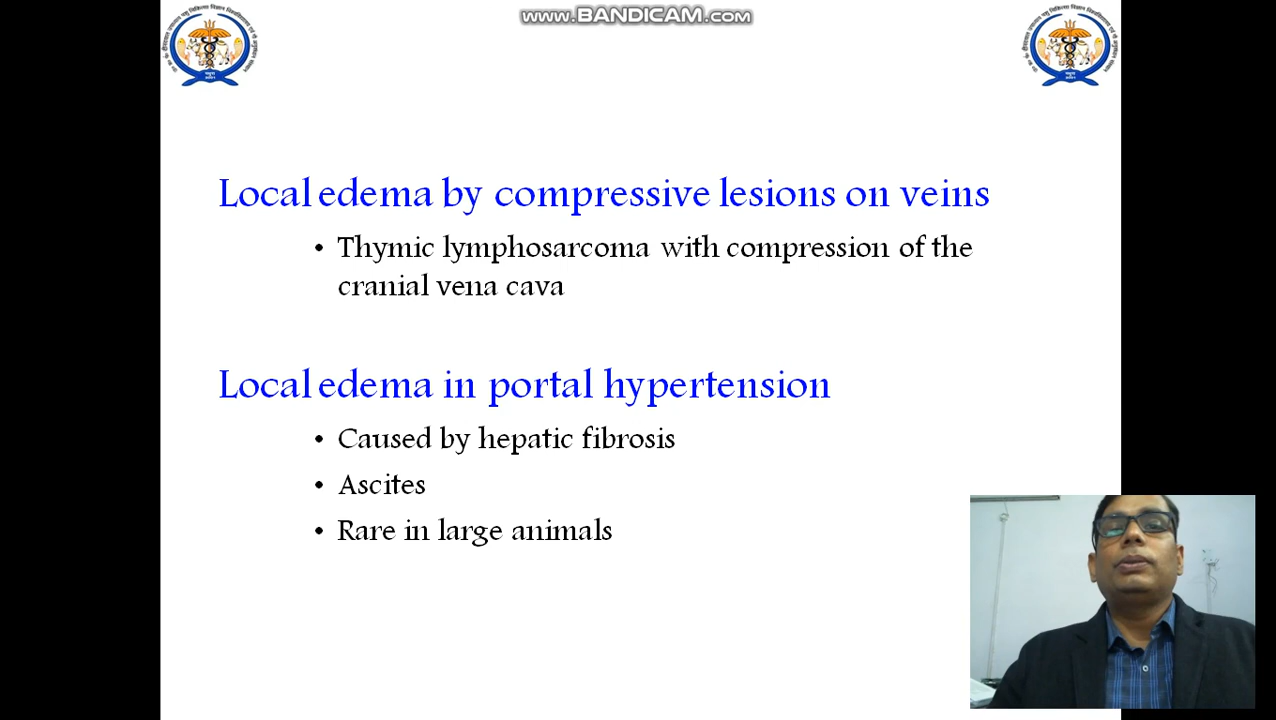 www.BANDICAM.com
Local edema by compressive lesions on veins
• Thymic lymphosarcoma with compression of the
cranial vena cava
Local edema in portal hypertension
• Caused by hepatic fibrosis
• Ascites
• Rare in large animals